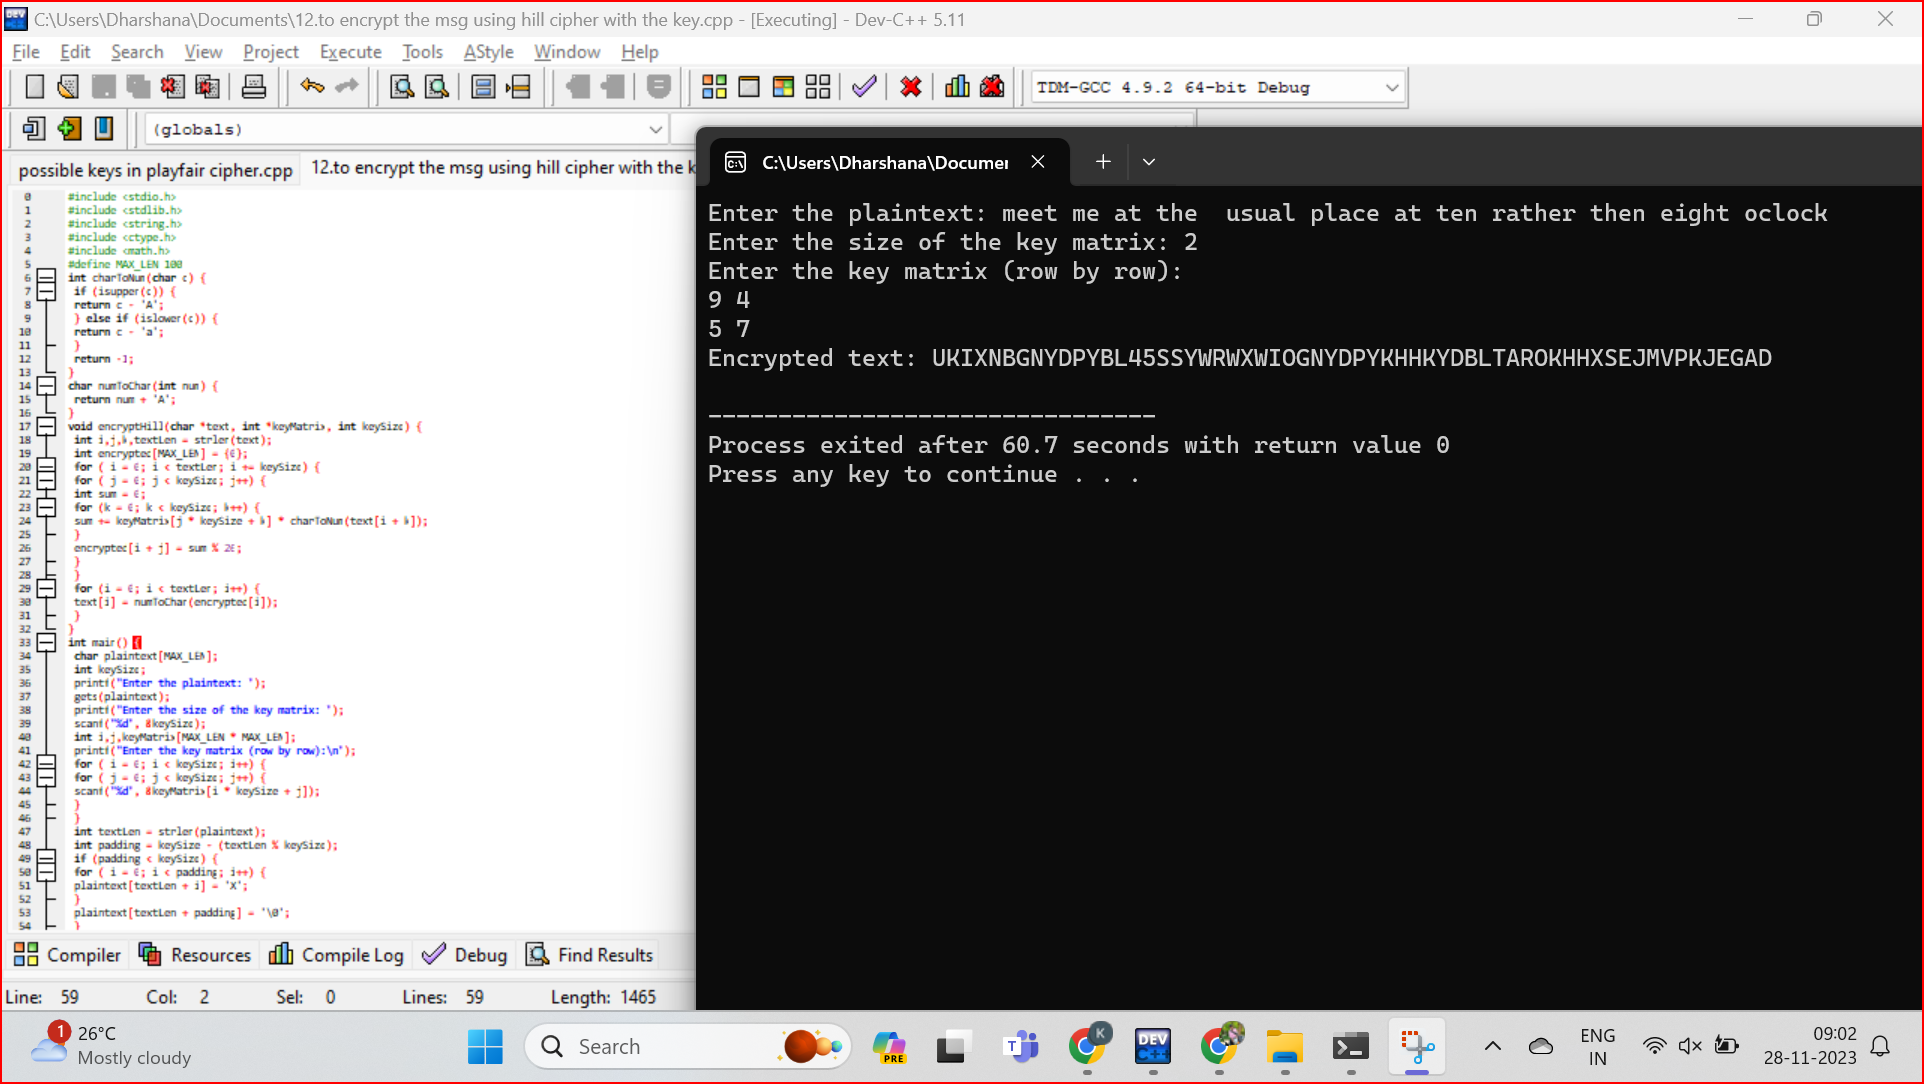 C:\Users\Dharshana\Documents\12.to encrypt the msg using hill cipher with the key.cpp - [Executing] - Dev-C++ 5.11
File Edit Search View Project Execute Tools AStyle Window Help
TDM-GCC 4.9.2 64-bit Debug
(globals)
possible keys in playfair cipher.cpp 12.to encrypt the msg using hill cipher with the k
0 #include <stdio.h>
1 #include <stdlib.h>
2 #include <string.h>
3 #include <ctype.h>
4 #include <math.h>
5 #define MAX_LEN 100
6 int charToNum(char c) {
7 if (isupper(c)) {
8 return c - 'A';
9 } else if (islower(c)) {
10 return c - 'a';
11 }
12 return -1;
13 }
14 char numToChar(int num) {
15 return num + 'A';
16 }
17 void encryptHill(char *text, int *keyMatrix, int keySize) {
18 int i,j,k,textLen = strlen(text);
19 int encrypted[MAX_LEN] = {0};
20 for ( i = 0; i < textLen; i += keySize) {
21 for ( j = 0; j < keySize; j++) {
22 int sum = 0;
23 for (k = 0; k < keySize; k++) {
24 sum += keyMatrix[j * keySize + k] * charToNum(text[i + k]);
25 }
26 encrypted[i + j] = sum % 26;
27 }
28 }
29 for (i = 0; i < textLen; i++) {
30 text[i] = numToChar(encrypted[i]);
31 }
32 }
33 int main() {
34 char plaintext[MAX_LEN];
35 int keySize;
36 printf("Enter the plaintext: ");
37 gets(plaintext);
38 printf("Enter the size of the key matrix: ");
39 scanf("%d", &keySize);
40 int i,j,keyMatrix[MAX_LEN * MAX_LEN];
41 printf("Enter the key matrix (row by row):\n");
42 for ( i = 0; i < keySize; i++) {
43 for ( j = 0; j < keySize; j++) {
44 scanf("%d", &keyMatrix[i * keySize + j]);
45 }
46 }
47 int textLen = strlen(plaintext);
48 int padding = keySize - (textLen % keySize);
49 if (padding < keySize) {
50 for ( i = 0; i < padding; i++) {
51 plaintext[textLen + i] = 'X';
52 }
53 plaintext[textLen + padding] = '\0';
54 }
C:\Users\Dharshana\Documen
Enter the plaintext: meet me at the  usual place at ten rather then eight oclock
Enter the size of the key matrix: 2
Enter the key matrix (row by row):
9 4
5 7
Encrypted text: UKIXNBGNYDPYBL45SSYWRWXWIOGNYDPYKHHKYDBLTAROKHHXSEJMVPKJEGAD
--------------------------------
Process exited after 60.7 seconds with return value 0
Press any key to continue . . .
Compiler Resources Compile Log Debug Find Results
Line: 59 Col: 2 Sel: 0 Lines: 59 Length: 1465
1
26°C
Mostly cloudy
Search
PRE
T
K
DEV
C++
ENG
IN
09:02
28-11-2023